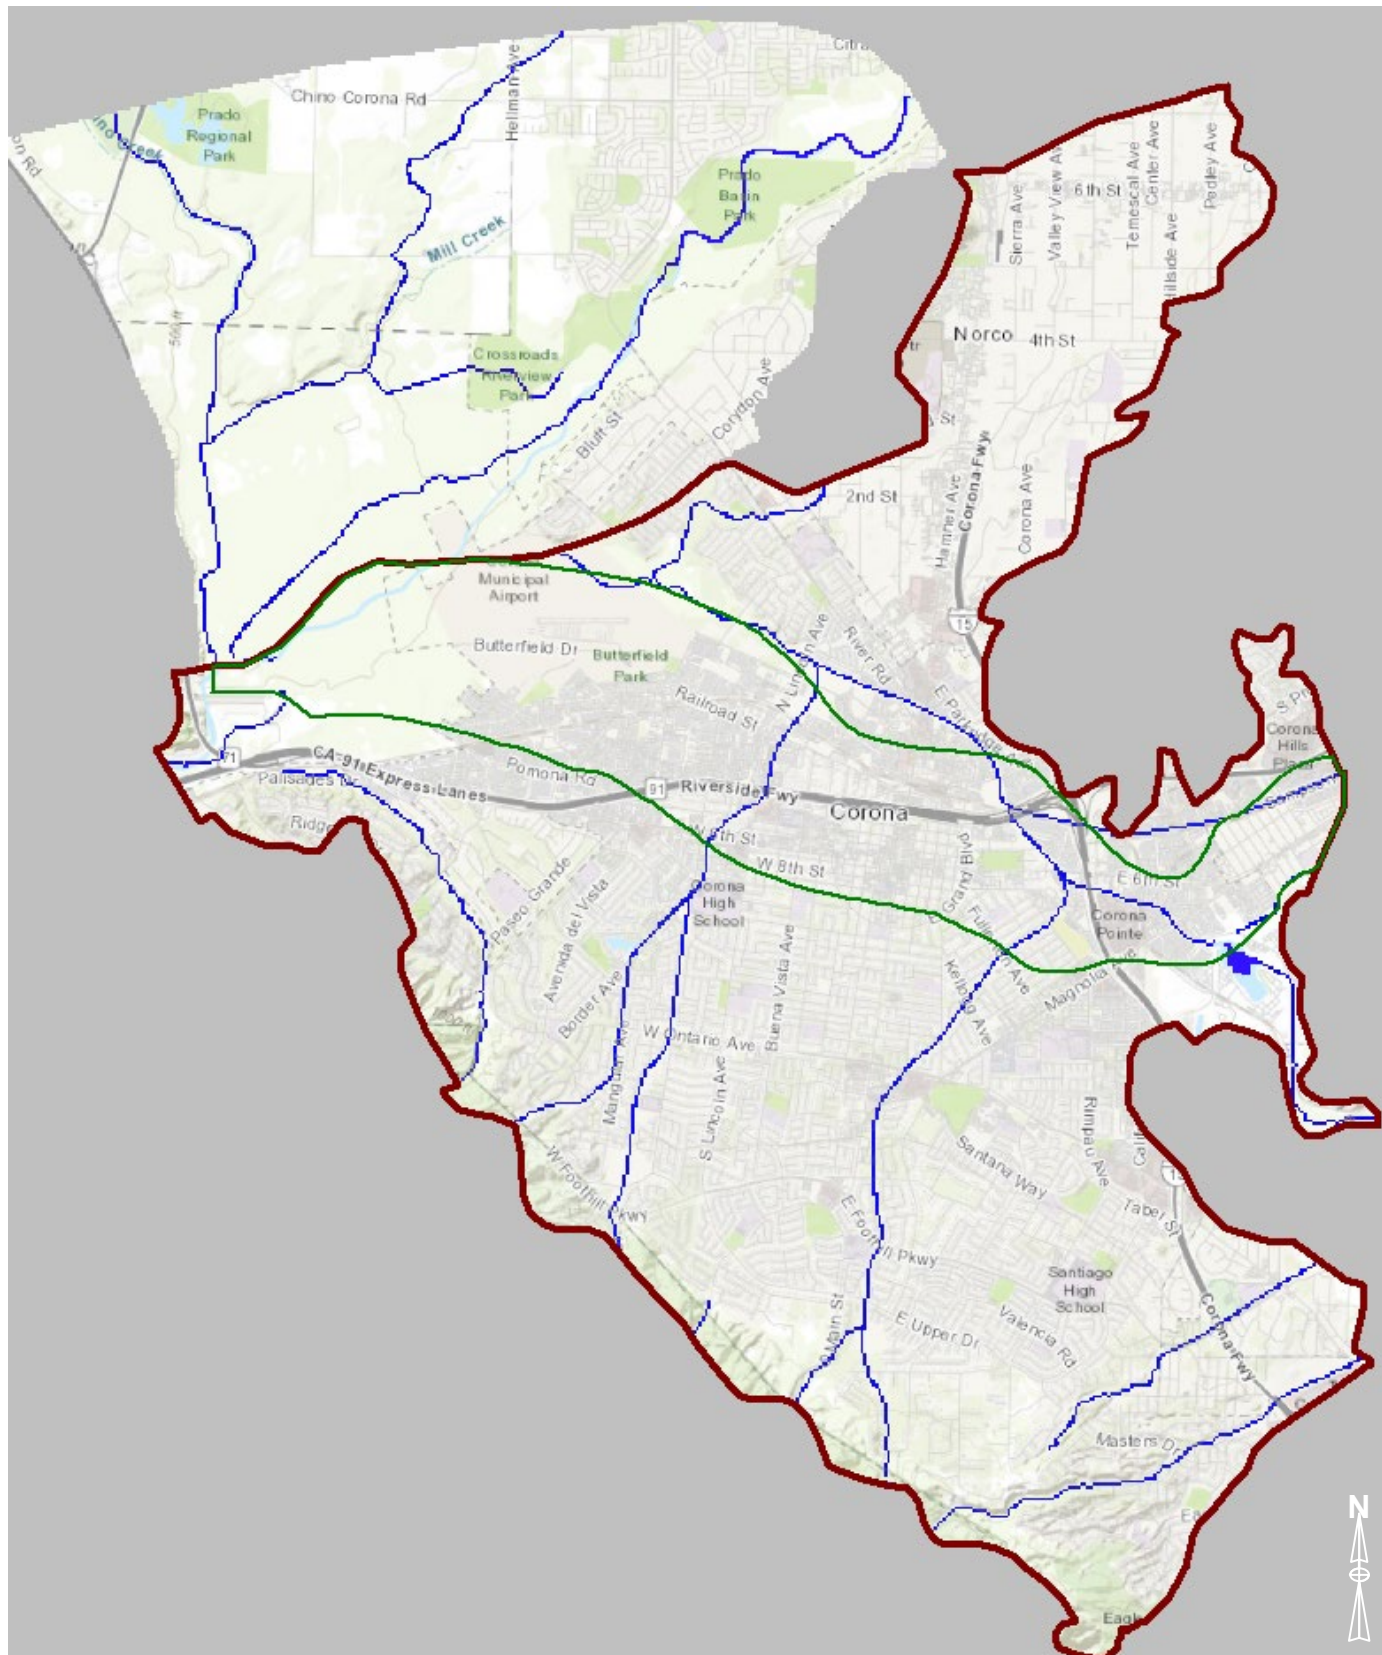 Chino Corona Rd
Hellman Ave
Prado
Regional
Park
Mill Creek
Prado
Basin
Park
6th St
Sierra Ave
Valley View Av
Temescal Ave
Center Ave
Pedley Ave
Hillside Ave
Norco
4th St
Crossroads
Riverview
Park
Bluff St
Corydon Ave
2nd St
Hamner Ave
Corona Fwy
Corona Ave
15
Municipal
Airport
Butterfield Dr
Butterfield
Park
N Lincoln Ave
River Rd
Railroad St
E Parkridge
Corona
Hills
Plaza
71
CA-91 Express Lanes
Palisades Dr
Pomona Rd
91
Riverside Fwy
Corona
W 6th St
W 8th St
E 6th St
Paseo Grande
Avenida del Vista
Border Ave
Corona
High
School
Grand Blvd
Fullerton Ave
Corona
Pointe
Buena Vista Ave
Kellogg Ave
Magnolia Ave
W Ontario Ave
Mangular Ave
S Lincoln Ave
Rimpau Ave
Santana Way
Tabel St
W Foothill Pkwy
E Foothill Pkwy
Santiago
High
School
S Main St
E Upper Dr
Valencia Rd
Corona Fwy
Masters Dr
N
Eagle